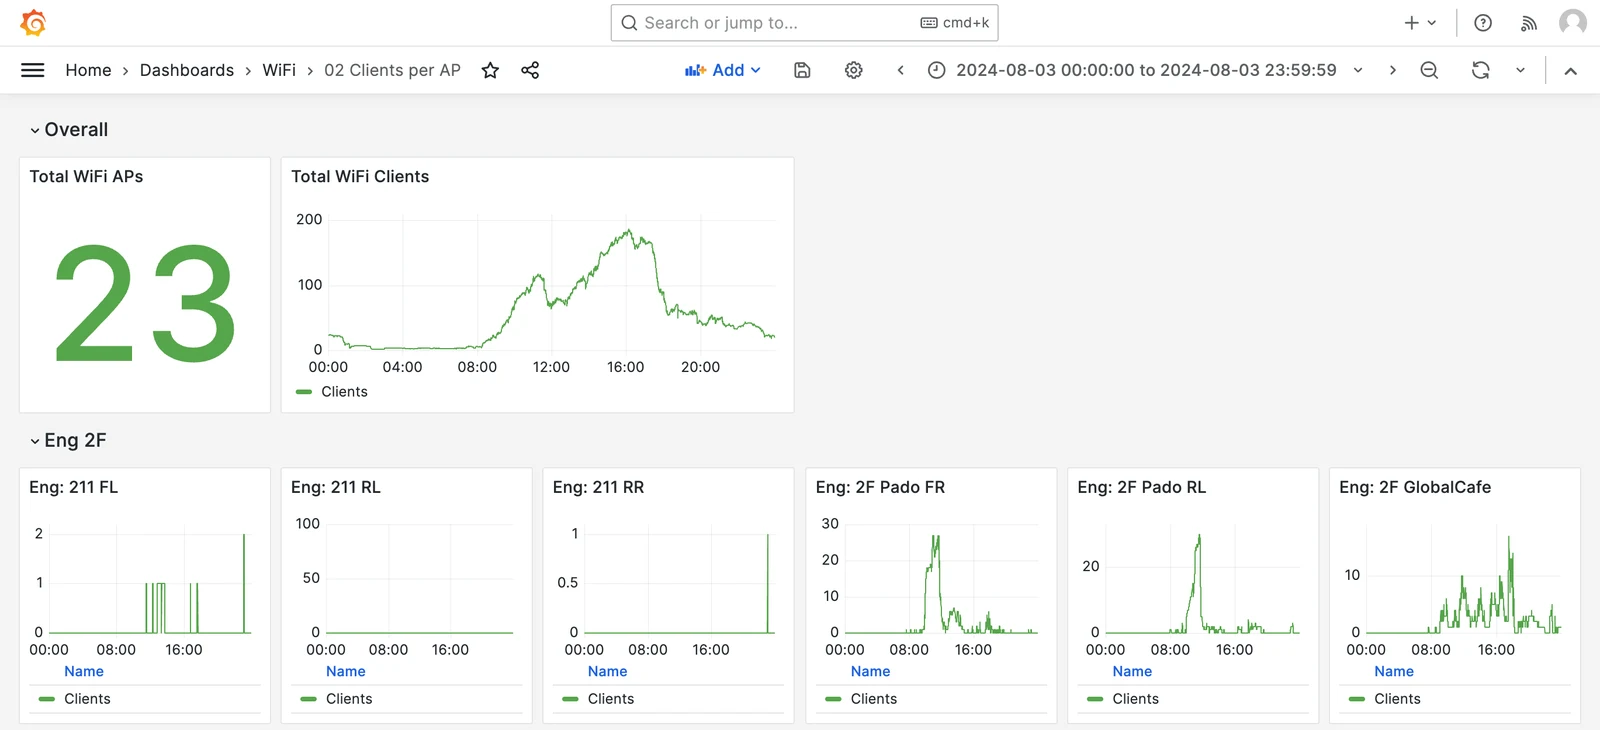 Search or jump to... cmd+k
Home › Dashboards › WiFi › 02 Clients per AP Add 2024-08-03 00:00:00 to 2024-08-03 23:59:59
Overall
Total WiFi APs
23
Total WiFi Clients
200
100
0
00:00 04:00 08:00 12:00 16:00 20:00
Clients
Eng 2F
Eng: 211 FL
2
1
0
00:00 08:00 16:00
Name
Clients
Eng: 211 RL
100
50
0
00:00 08:00 16:00
Name
Clients
Eng: 211 RR
1
0.5
0
00:00 08:00 16:00
Name
Clients
Eng: 2F Pado FR
30
20
10
0
00:00 08:00 16:00
Name
Clients
Eng: 2F Pado RL
20
0
00:00 08:00 16:00
Name
Clients
Eng: 2F GlobalCafe
10
0
00:00 08:00 16:00
Name
Clients